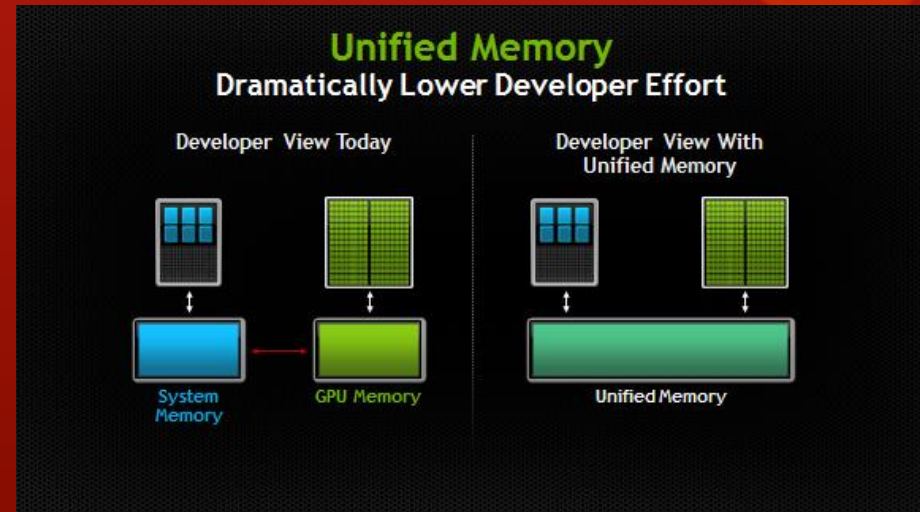 Unified Memory
Dramatically Lower Developer Effort
Developer View Today
Developer View With
Unified Memory
System
Memory
GPU Memory
Unified Memory